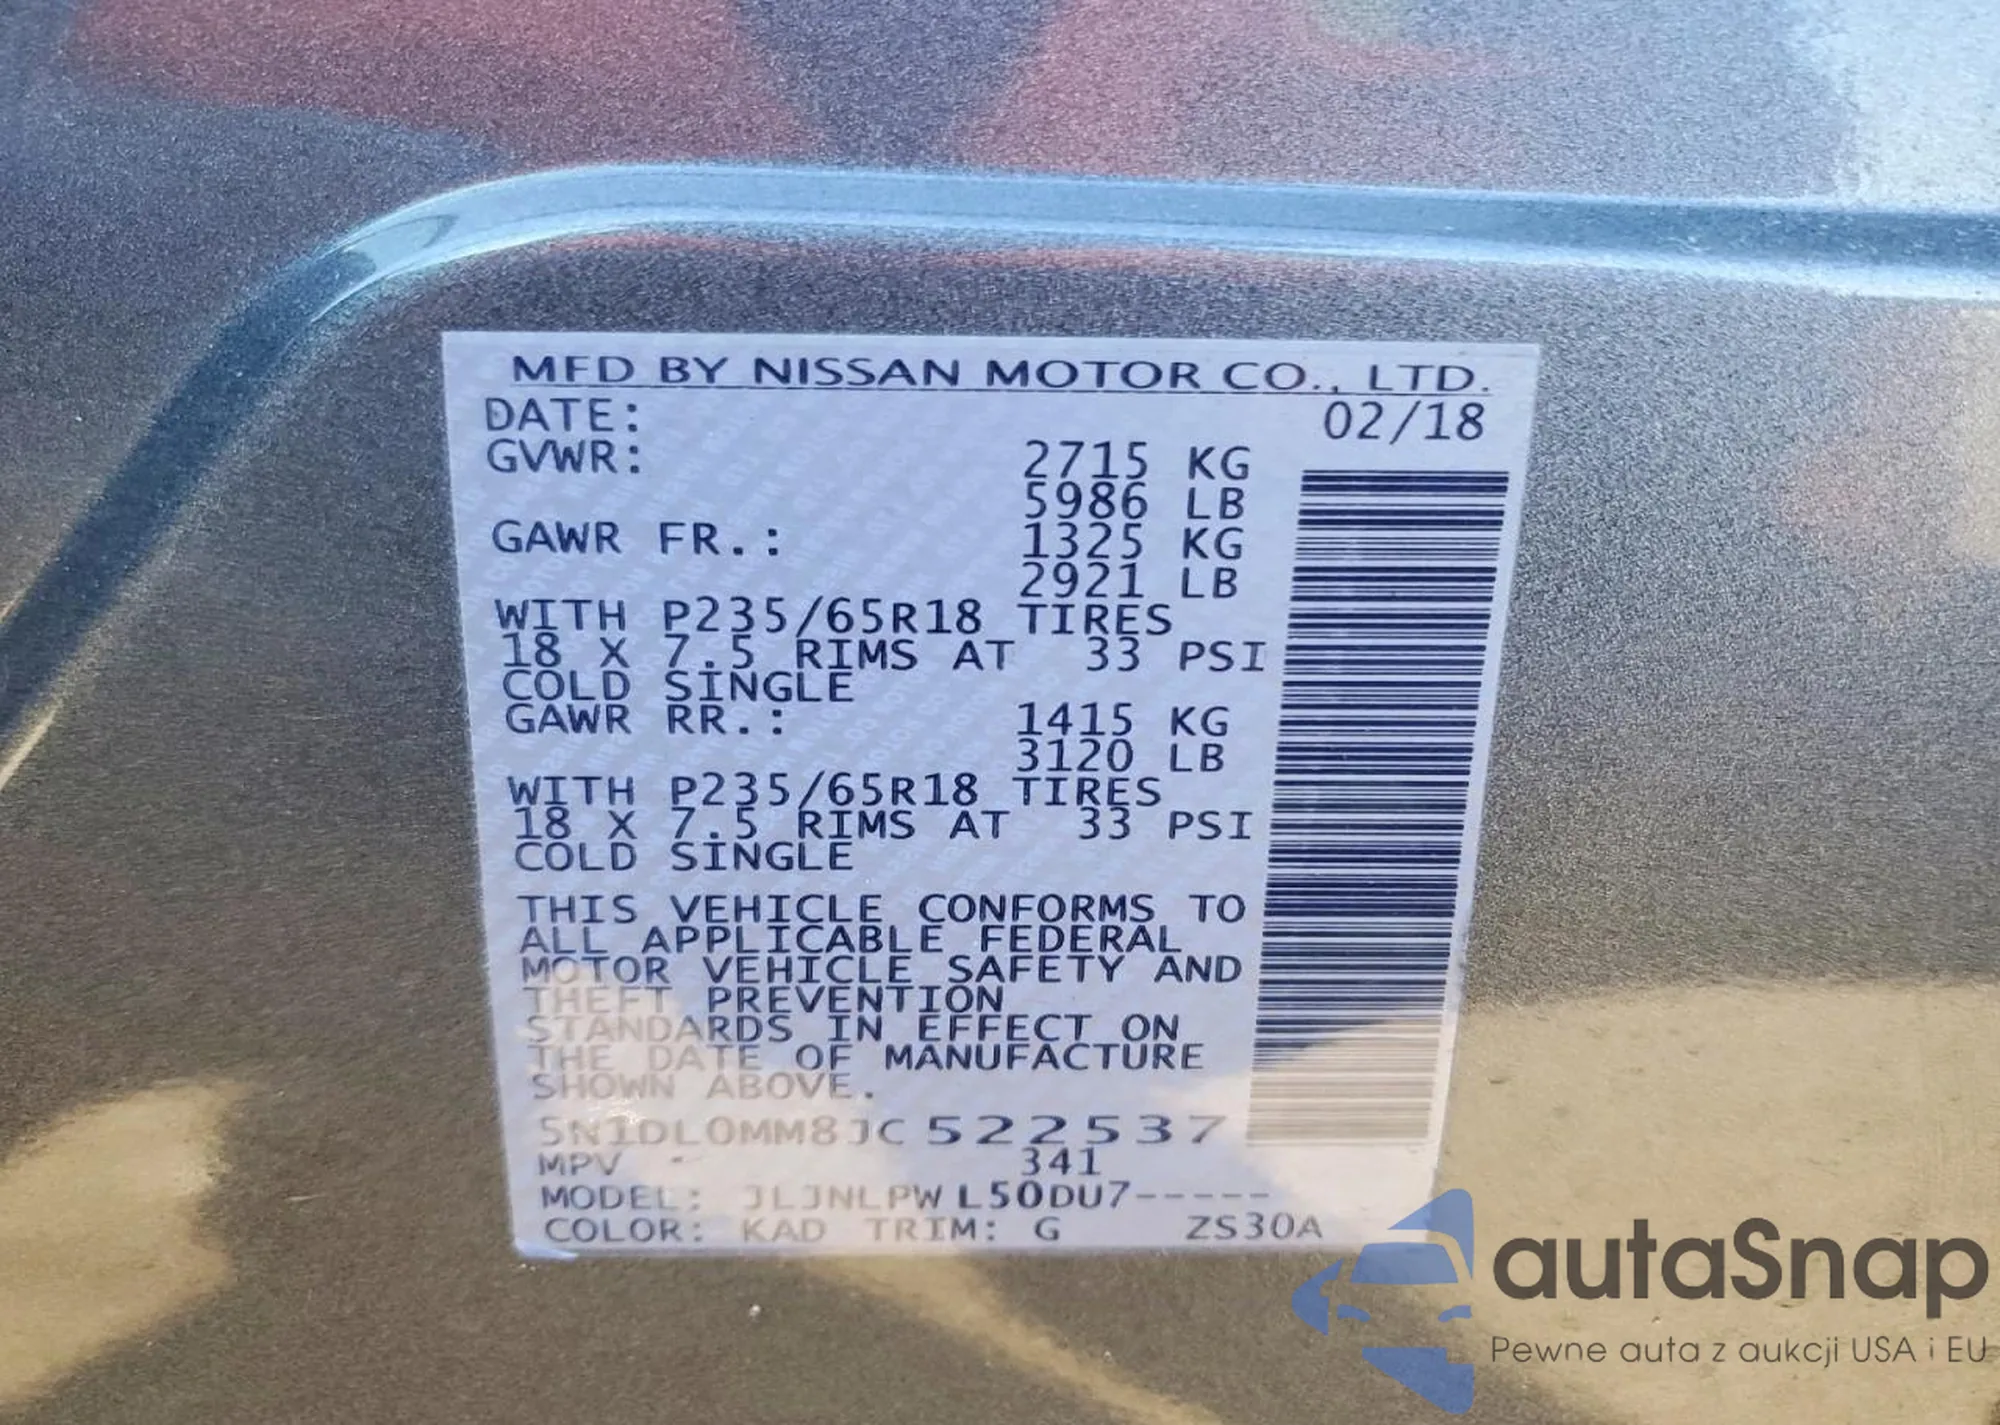 MFD BY NISSAN MOTOR CO., LTD.
DATE: 02/18
GVWR: 2715 KG
5986 LB
GAWR FR.: 1325 KG
2921 LB
WITH P235/65R18 TIRES
18 X 7.5 RIMS AT 33 PSI
COLD SINGLE
GAWR RR.: 1415 KG
3120 LB
WITH P235/65R18 TIRES
18 X 7.5 RIMS AT 33 PSI
COLD SINGLE
THIS VEHICLE CONFORMS TO
ALL APPLICABLE FEDERAL
MOTOR VEHICLE SAFETY AND
THEFT PREVENTION
STANDARDS IN EFFECT ON
THE DATE OF MANUFACTURE
SHOWN ABOVE.
5N1DL0MM8JC522537
MPV - 341
MODEL: JLJNLPW L50DU7-----
COLOR: KAD TRIM: G ZS30A
autaSnap
Pewne auta z aukcji USA i EU